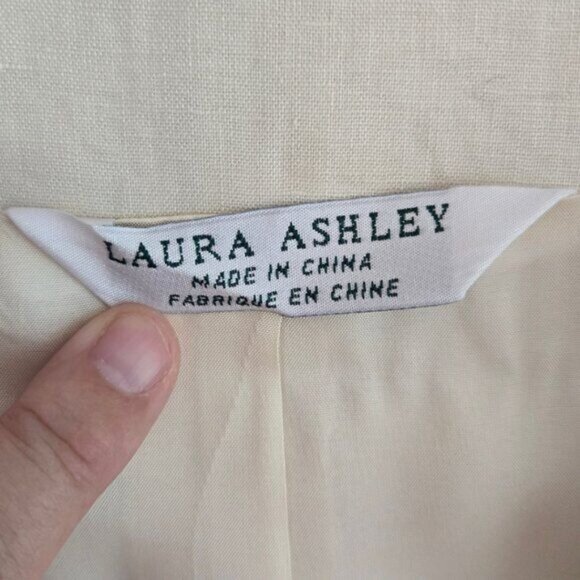 LAURA ASHLEY
MADE IN CHINA
FABRIQUE EN CHINE